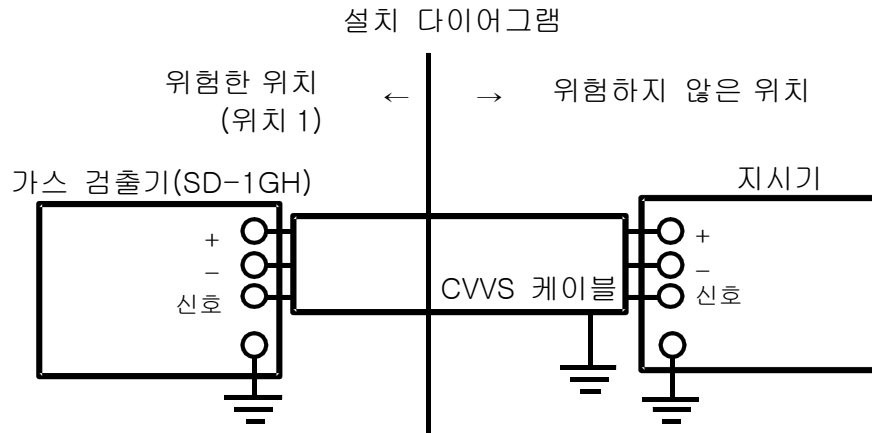 설치 다이어그램
위험한 위치
(위치 1)
← → 위험하지 않은 위치
가스 검출기(SD-1GH)
지시기
+
−
신호
CVVS 케이블
+
−
신호